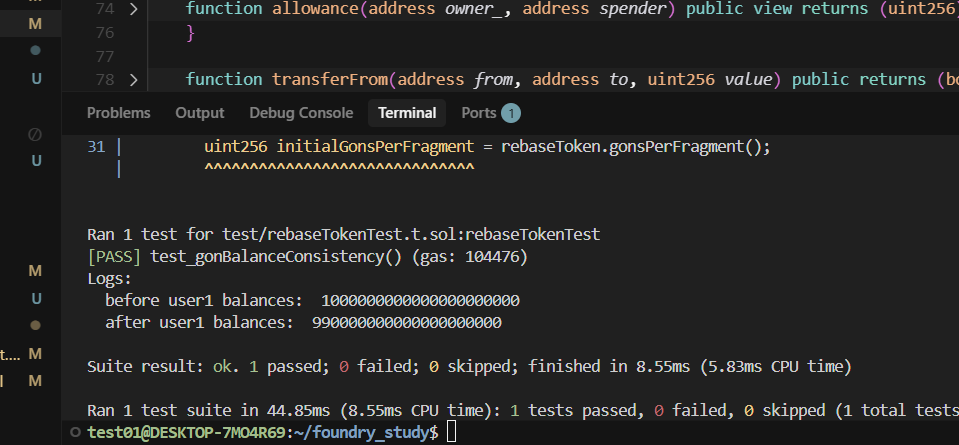 74 > function allowance(address owner_, address spender) public view returns (uint256)
76 }
77
78 > function transferFrom(address from, address to, uint256 value) public returns (bo
M
U
U
M
U
t.... M
l M
Problems Output Debug Console Terminal Ports 1
31 | uint256 initialGonsPerFragment = rebaseToken.gonsPerFragment();
| ^^^^^^^^^^^^^^^^^^^^^^^^^^^^^^
Ran 1 test for test/rebaseTokenTest.t.sol:rebaseTokenTest
[PASS] test_gonBalanceConsistency() (gas: 104476)
Logs:
before user1 balances: 1000000000000000000000
after user1 balances: 990000000000000000000
Suite result: ok. 1 passed; 0 failed; 0 skipped; finished in 8.55ms (5.83ms CPU time)
Ran 1 test suite in 44.85ms (8.55ms CPU time): 1 tests passed, 0 failed, 0 skipped (1 total tests
test01@DESKTOP-7MO4R69:~/foundry_study$